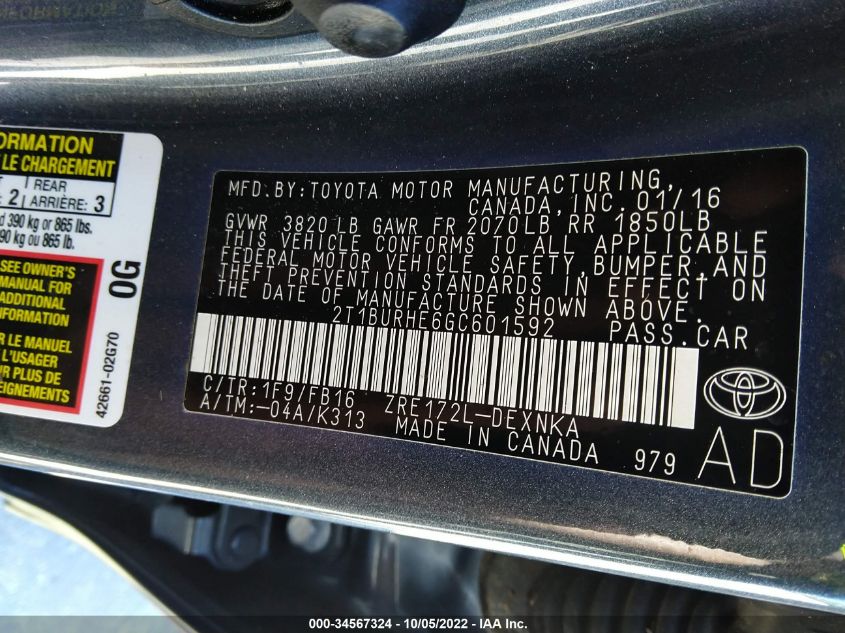 ORMATION
LE CHARGEMENT
2 | REAR
ARRIÈRE: 3
390 kg or 865 lbs.
90 kg ou 865 lb.
SEE OWNER'S
MANUAL FOR
ADDITIONAL
INFORMATION
LE MANUEL
L'USAGER
UR PLUS DE
EIGNEMENTS
0G
42661-02G70
MFD.BY:TOYOTA MOTOR MANUFACTURING,
CANADA,INC.01/16
GVWR 3820LB GAWR FR 2070LB RR 1850LB
THIS VEHICLE CONFORMS TO ALL APPLICABLE
FEDERAL MOTOR VEHICLE SAFETY,BUMPER,AND
THEFT PREVENTION STANDARDS IN EFFECT ON
THE DATE OF MANUFACTURE SHOWN ABOVE.
2T1BURHE6GC601592 PASS.CAR
C/TR:1F9/FB16 ZRE172L-DEXNKA
A/TM:-04A/K313 MADE IN CANADA 979
AD
000-34567324 - 10/05/2022 - IAA Inc.